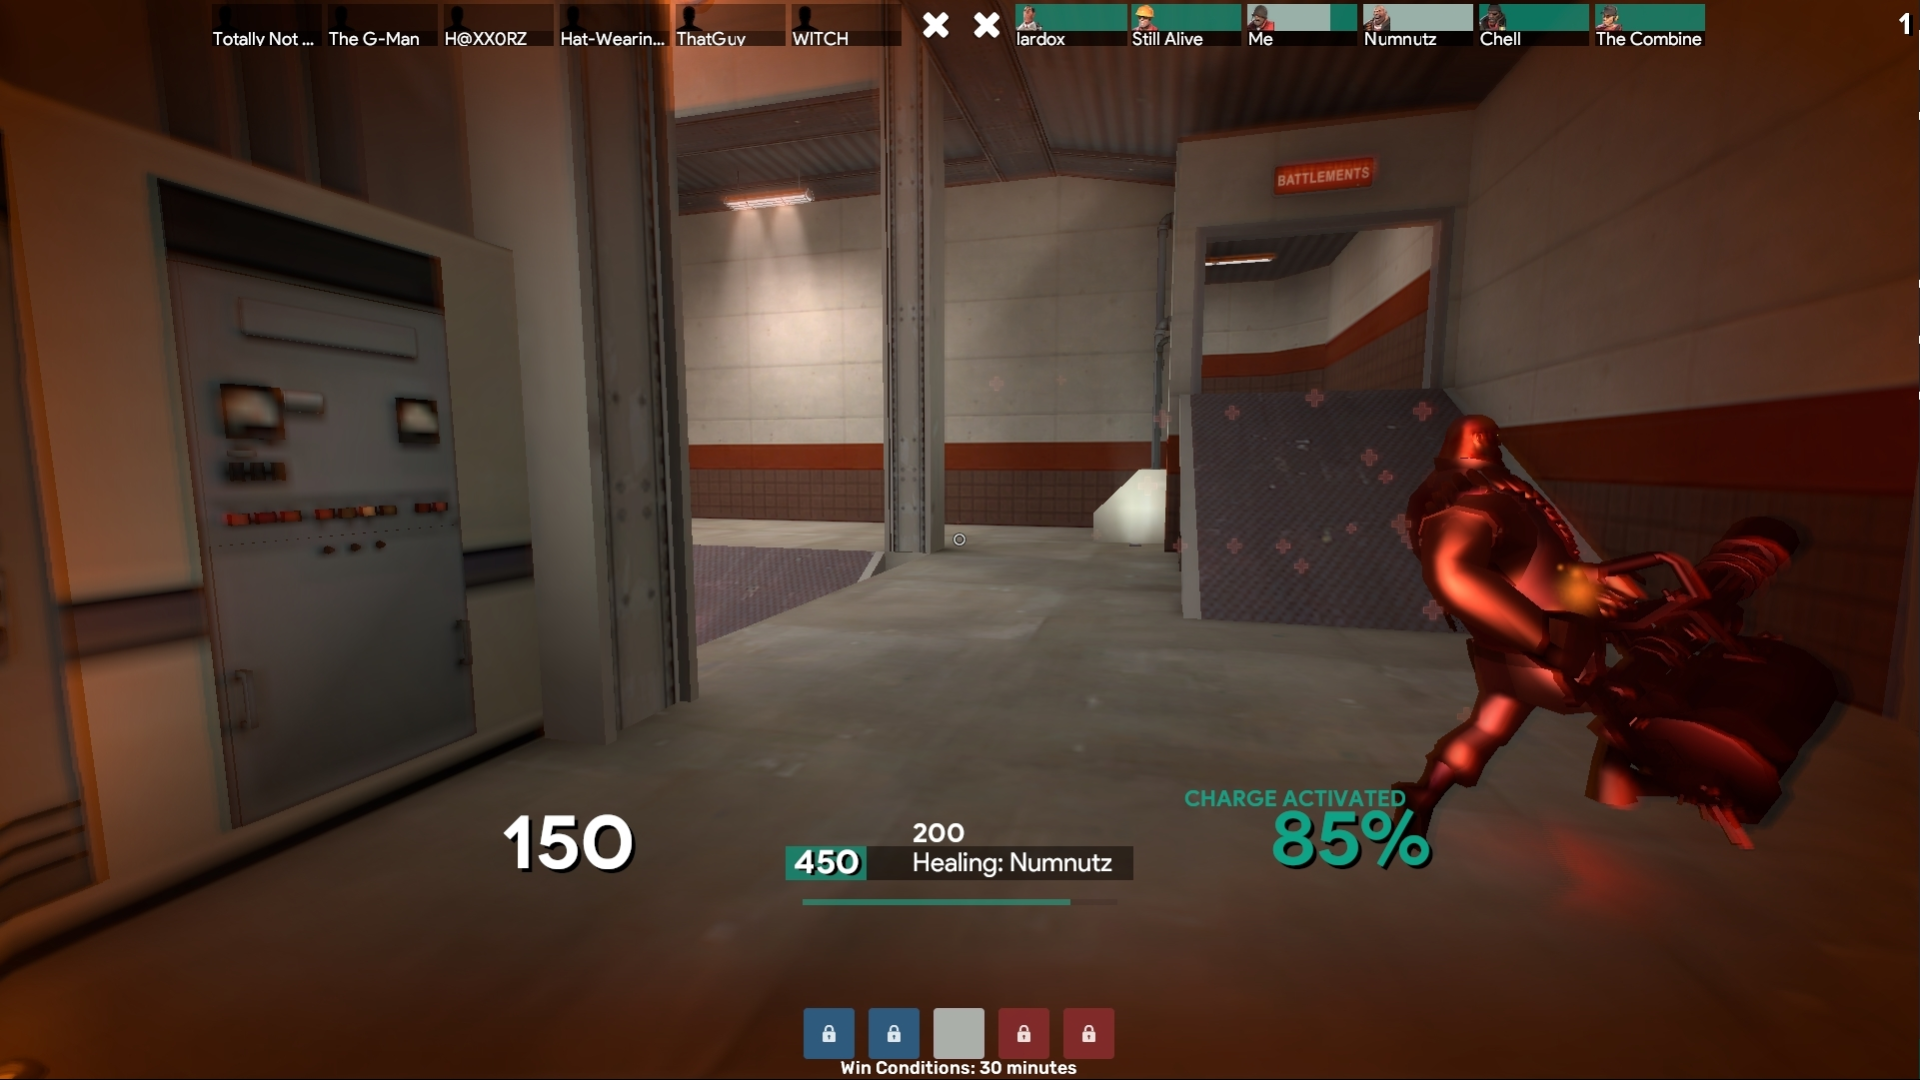 Totally Not ...
The G-Man
H@XX0RZ
Hat-Wearin...
ThatGuy
WITCH
lardox
Still Alive
Me
Numnutz
Chell
The Combine
1
BATTLEMENTS
CHARGE ACTIVATED
85%
150
200
450
Healing: Numnutz
Win Conditions: 30 minutes